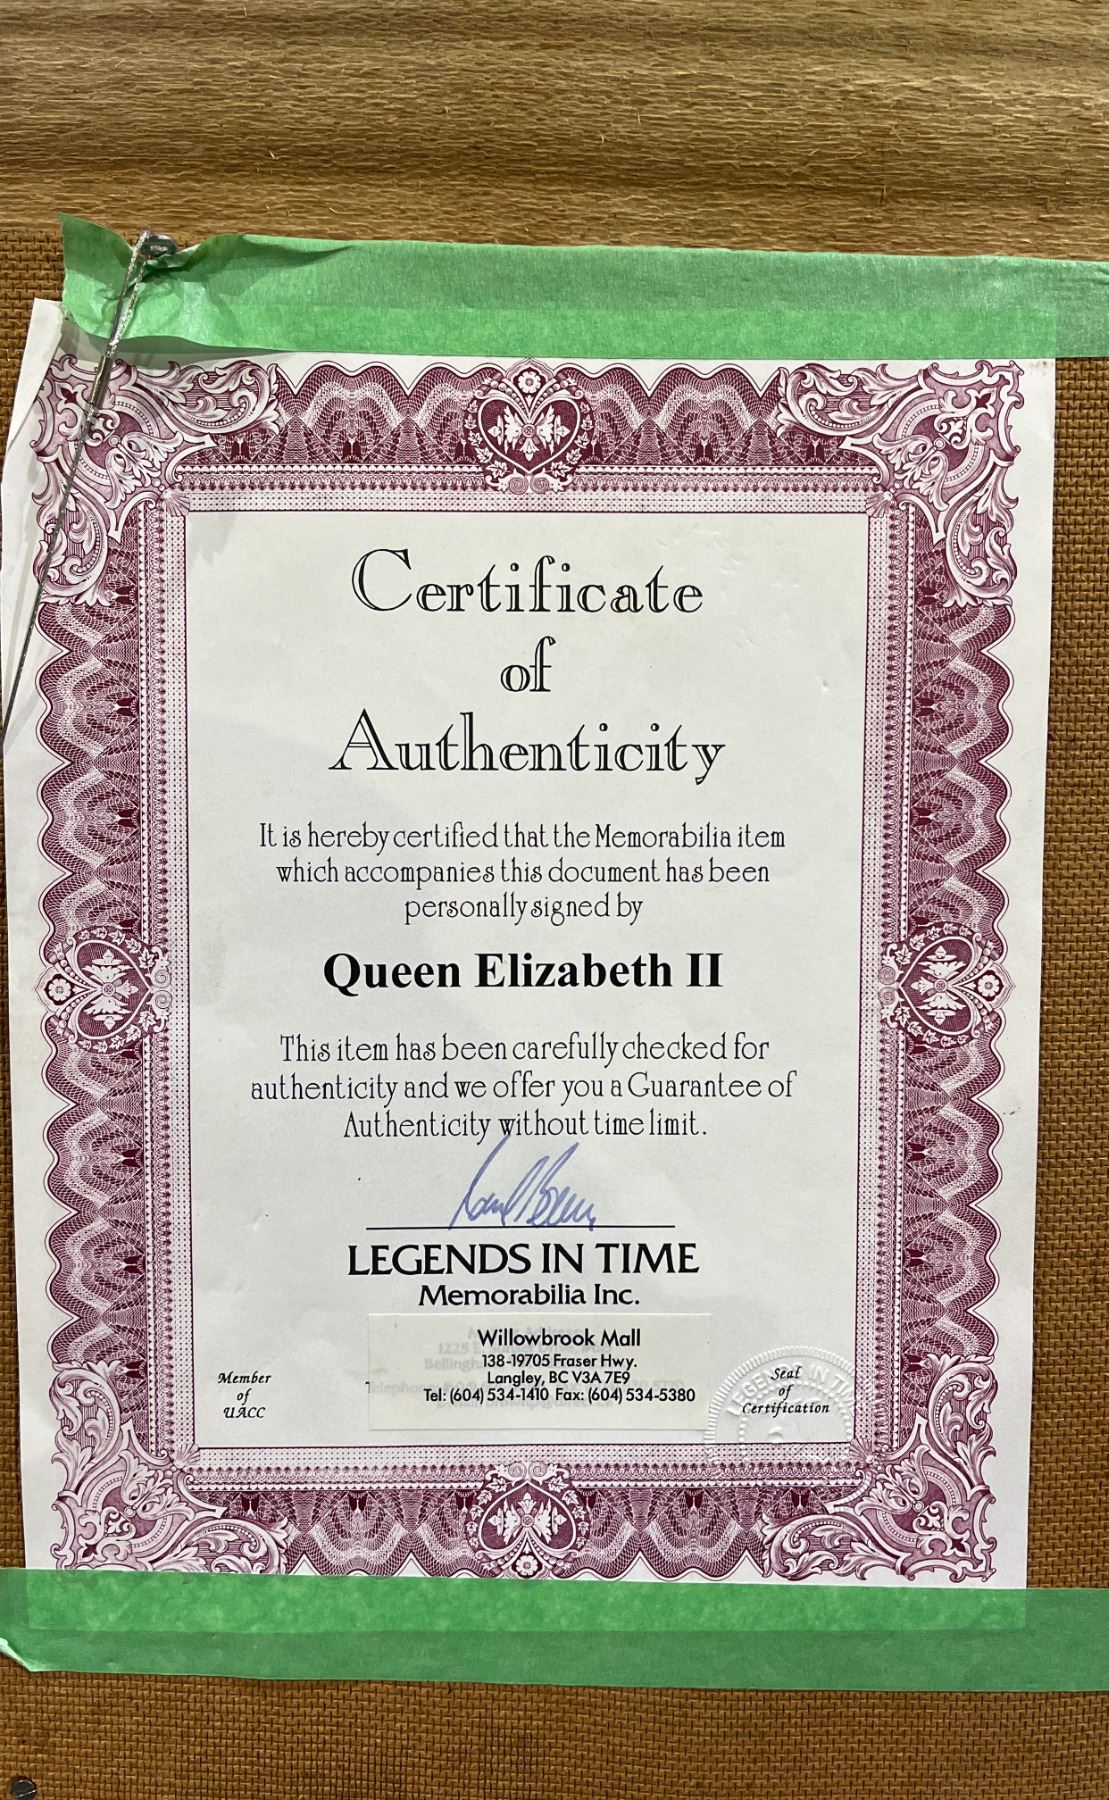 Certificate
of
Authenticity
It is hereby certified that the Memorabilia item
which accompanies this document has been
personally signed by
Queen Elizabeth II
This item has been carefully checked for
authenticity and we offer you a Guarantee of
Authenticity without time limit.
LEGENDS IN TIME
Memorabilia Inc.
Willowbrook Mall
138-19705 Fraser Hwy.
Langley, BC V3A 7E9
Tel: (604) 534-1410 Fax: (604) 534-5380
Member
of
UACC
LEGENDS IN TIME
Seal
of
Certification